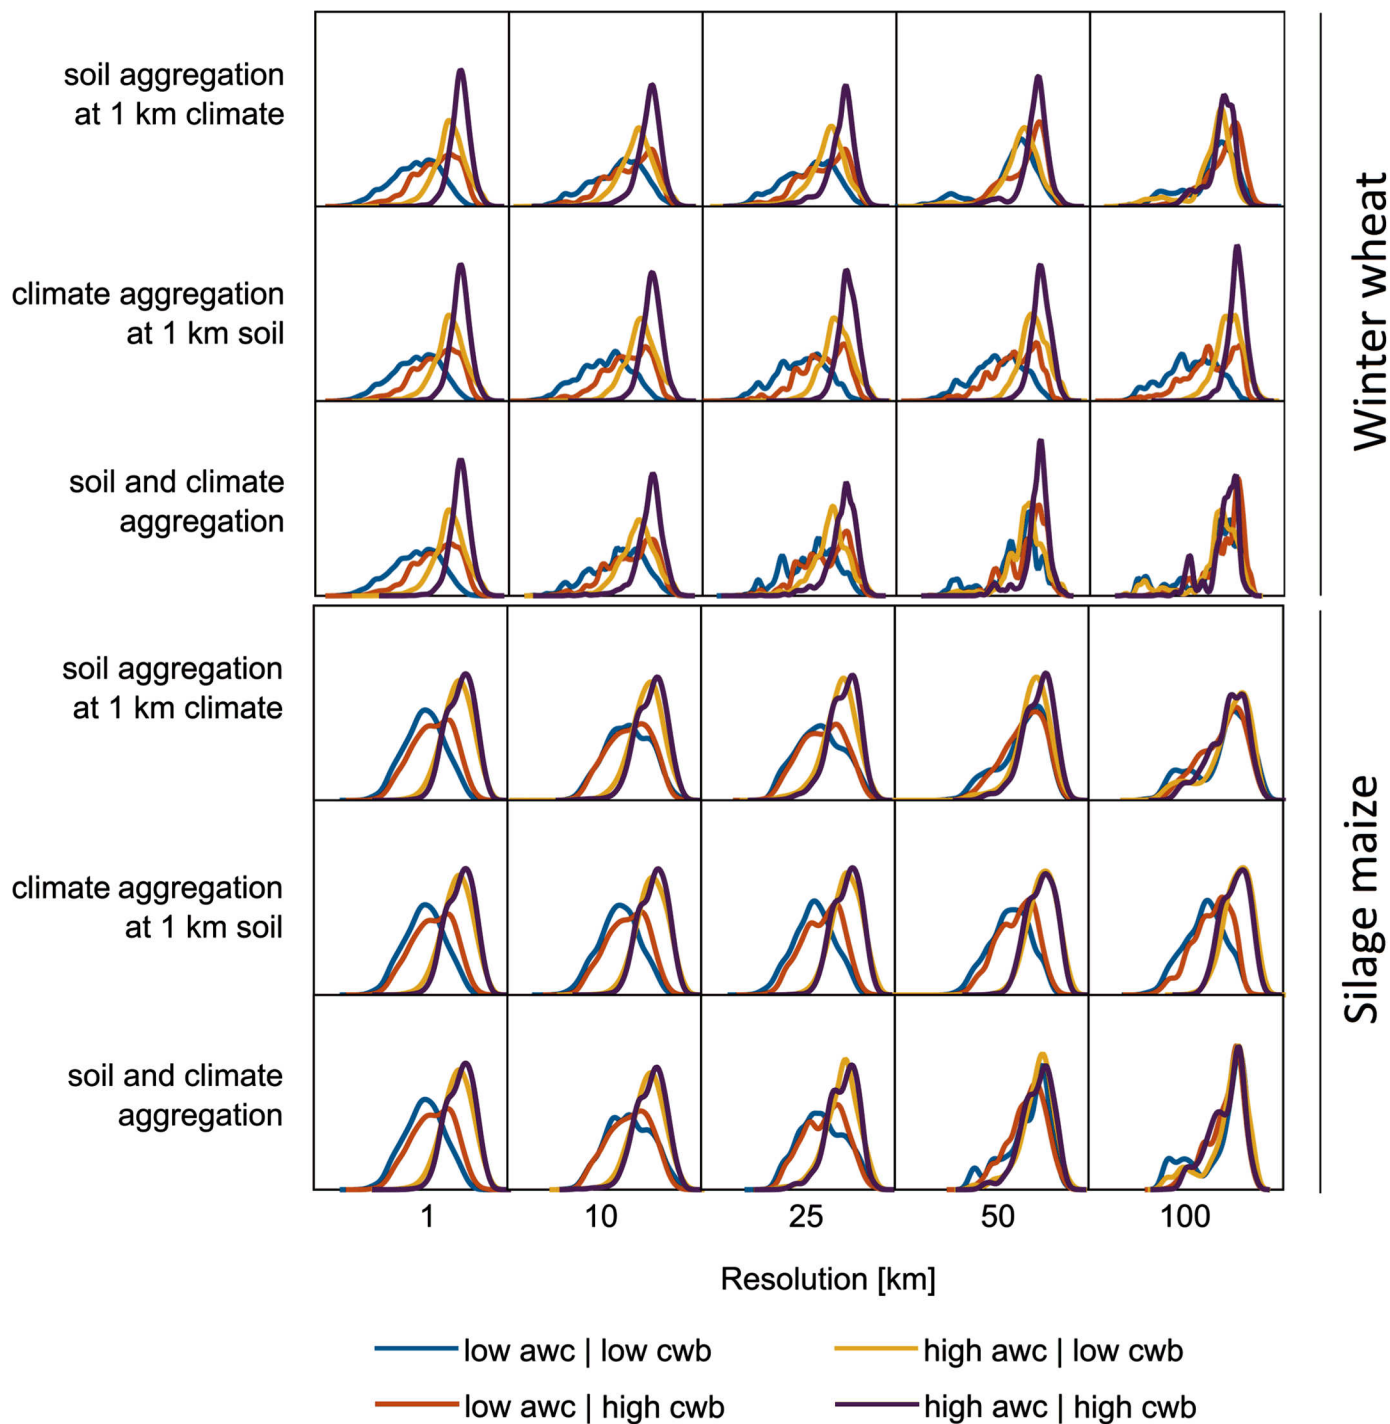 soil aggregation
at 1 km climate
climate aggregation
at 1 km soil
soil and climate
aggregation
Winter wheat
soil aggregation
at 1 km climate
climate aggregation
at 1 km soil
soil and climate
aggregation
Silage maize
1 10 25 50 100
Resolution [km]
low awc | low cwb
high awc | low cwb
low awc | high cwb
high awc | high cwb